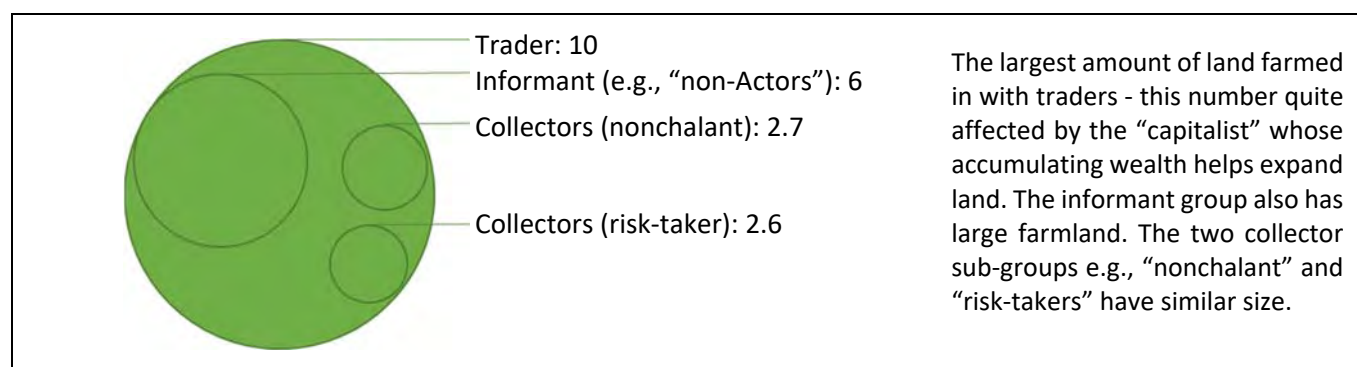 Trader: 10
Informant (e.g., “non-Actors”): 6
Collectors (nonchalant): 2.7
Collectors (risk-taker): 2.6
The largest amount of land farmed
in with traders - this number quite
affected by the “capitalist” whose
accumulating wealth helps expand
land. The informant group also has
large farmland. The two collector
sub-groups e.g., “nonchalant” and
“risk-takers” have similar size.